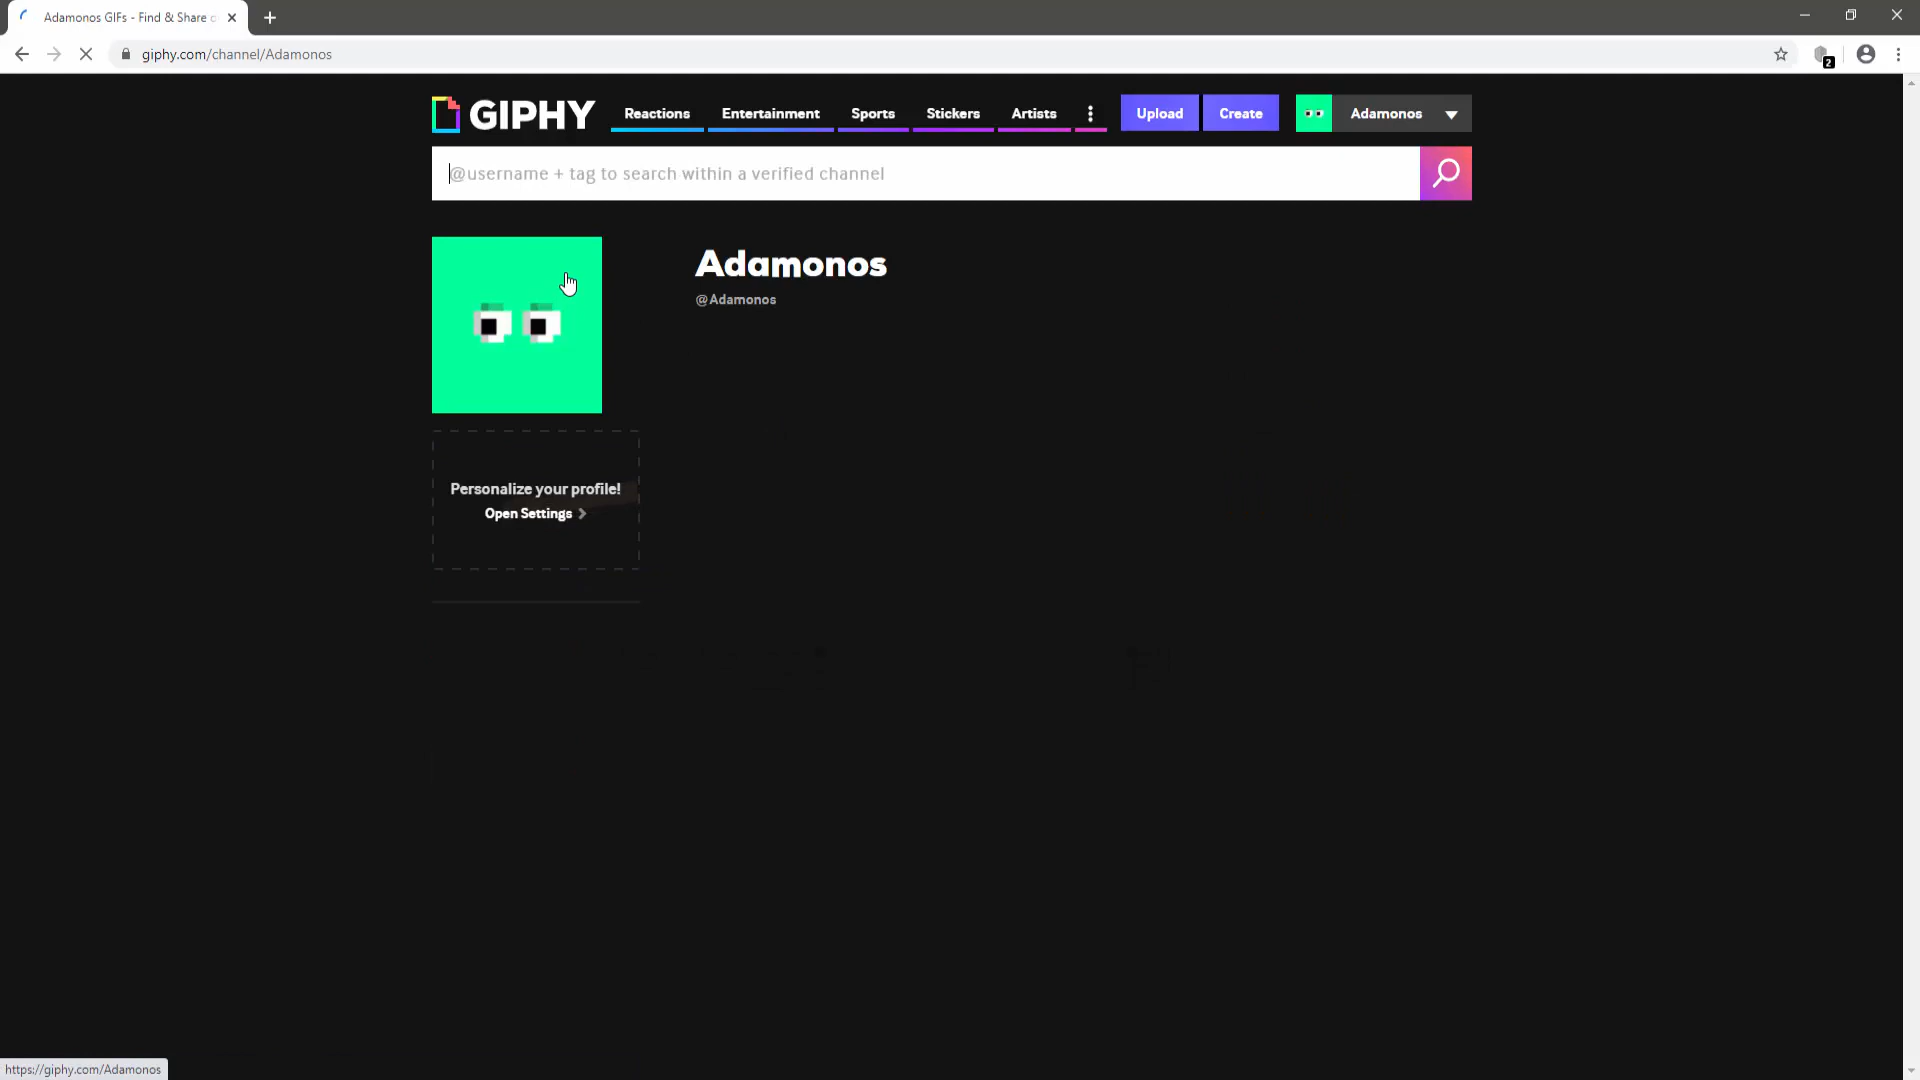 Adamonos GIFs - Find & Share
giphy.com/channel/Adamonos
2
GIPHY
Reactions
Entertainment
Sports
Stickers
Artists
Upload
Create
Adamonos
@username + tag to search within a verified channel
Adamonos
@Adamonos
Personalize your profile!
Open Settings
https://giphy.com/Adamonos